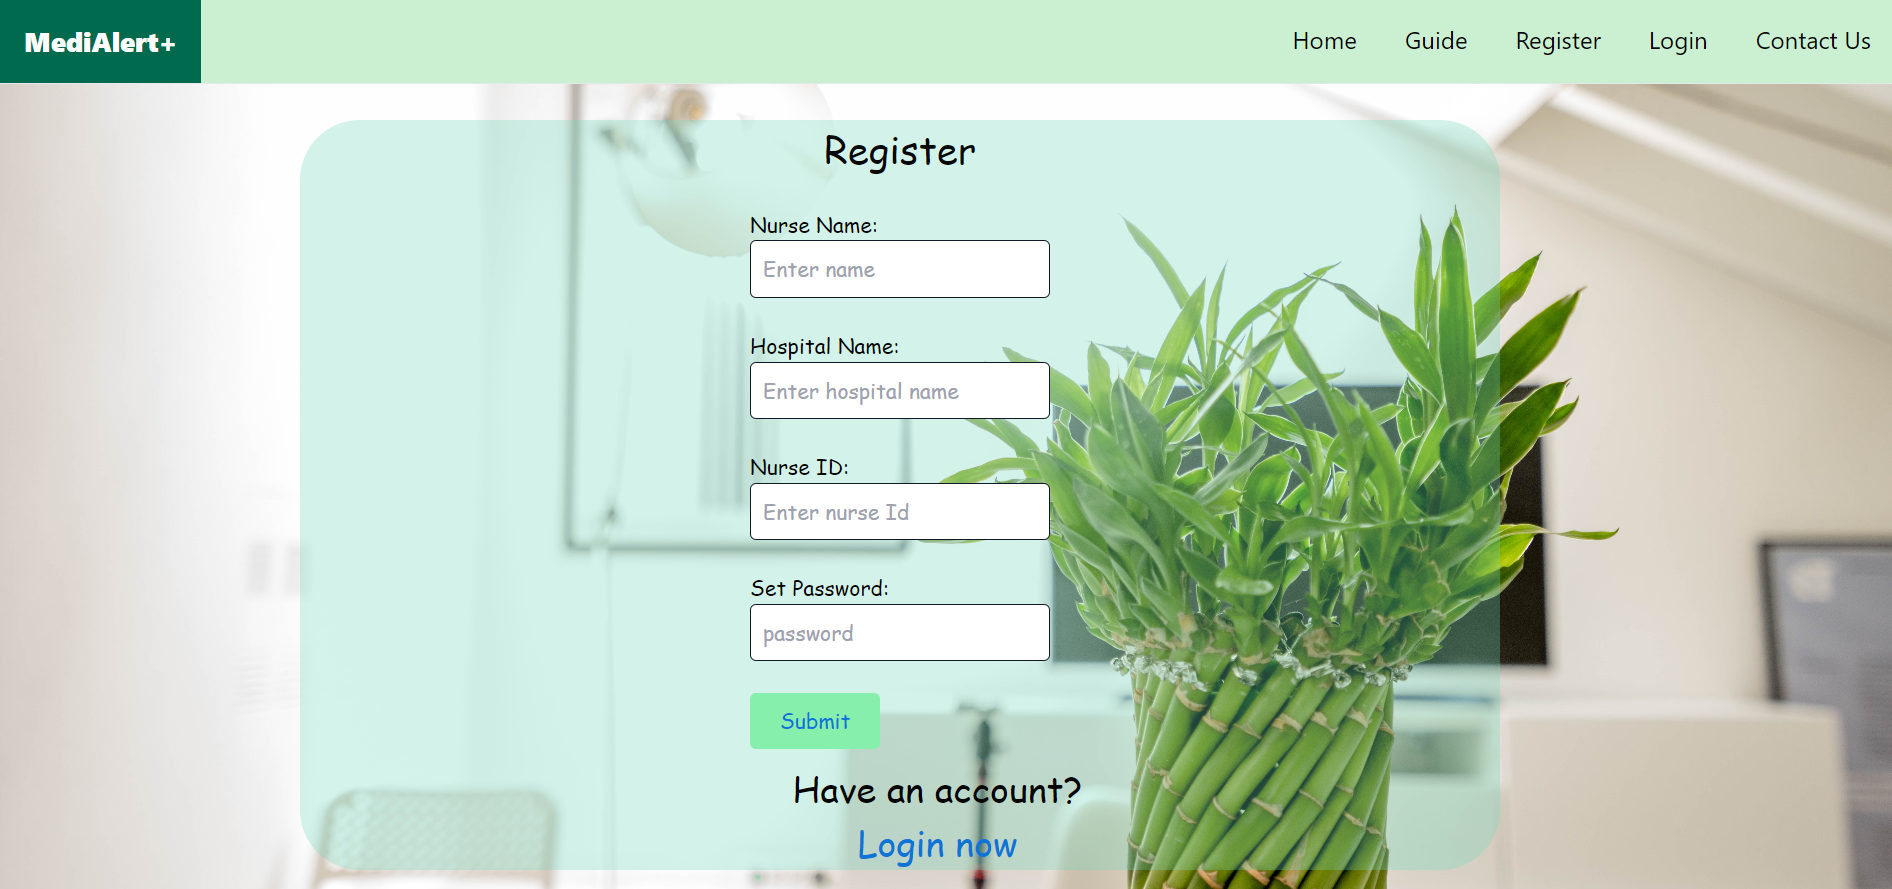 MediAlert+ Home Guide Register Login Contact Us
Register
Nurse Name:
Enter name
Hospital Name:
Enter hospital name
Nurse ID:
Enter nurse Id
Set Password:
password
Submit
Have an account?
Login now